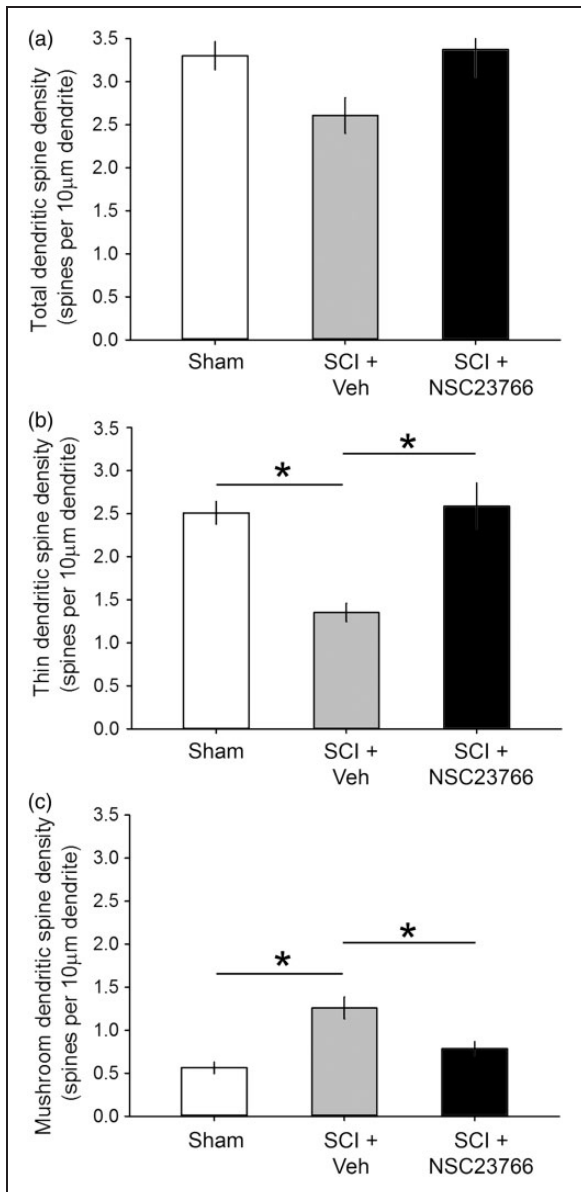 (a)
Total dendritic spine density
(spines per 10µm dendrite)
3.5
3.0
2.5
2.0
1.5
1.0
0.5
0.0
Sham
SCI +
Veh
SCI +
NSC23766
(b)
Thin dendritic spine density
(spines per 10µm dendrite)
3.5
3.0
2.5
2.0
1.5
1.0
0.5
0.0
*
*
Sham
SCI +
Veh
SCI +
NSC23766
(c)
Mushroom dendritic spine density
(spines per 10µm dendrite)
3.5
3.0
2.5
2.0
1.5
1.0
0.5
0.0
*
*
Sham
SCI +
Veh
SCI +
NSC23766